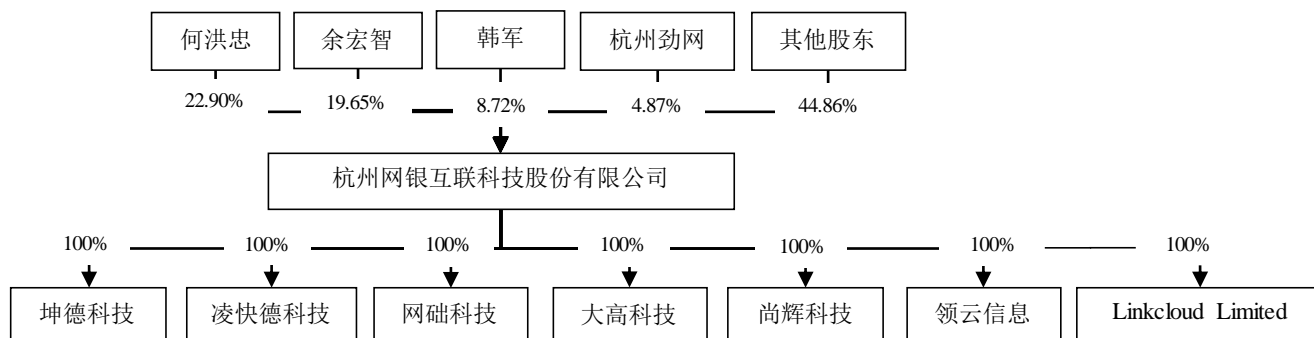 何洪忠 余宏智 韩军 杭州劲网 其他股东
22.90% 19.65% 8.72% 4.87% 44.86%
杭州网银互联科技股份有限公司
100% 100% 100% 100% 100% 100% 100%
坤德科技 凌快德科技 网础科技 大高科技 尚辉科技 领云信息 Linkcloud Limited